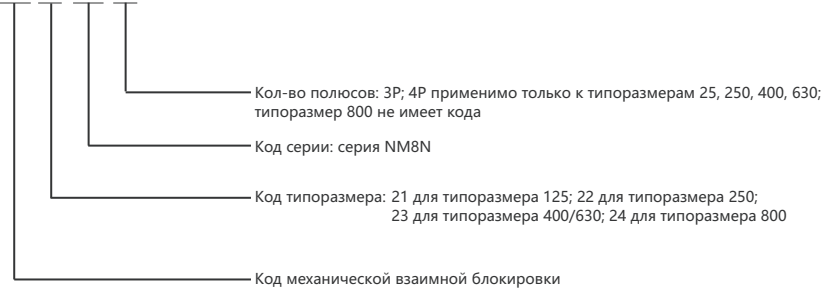 Кол-во полюсов: 3P; 4P применимо только к типоразмерам 25, 250, 400, 630;
типоразмер 800 не имеет кода
Код серии: серия NM8N
Код типоразмера: 21 для типоразмера 125; 22 для типоразмера 250;
23 для типоразмера 400/630; 24 для типоразмера 800
Код механической взаимной блокировки